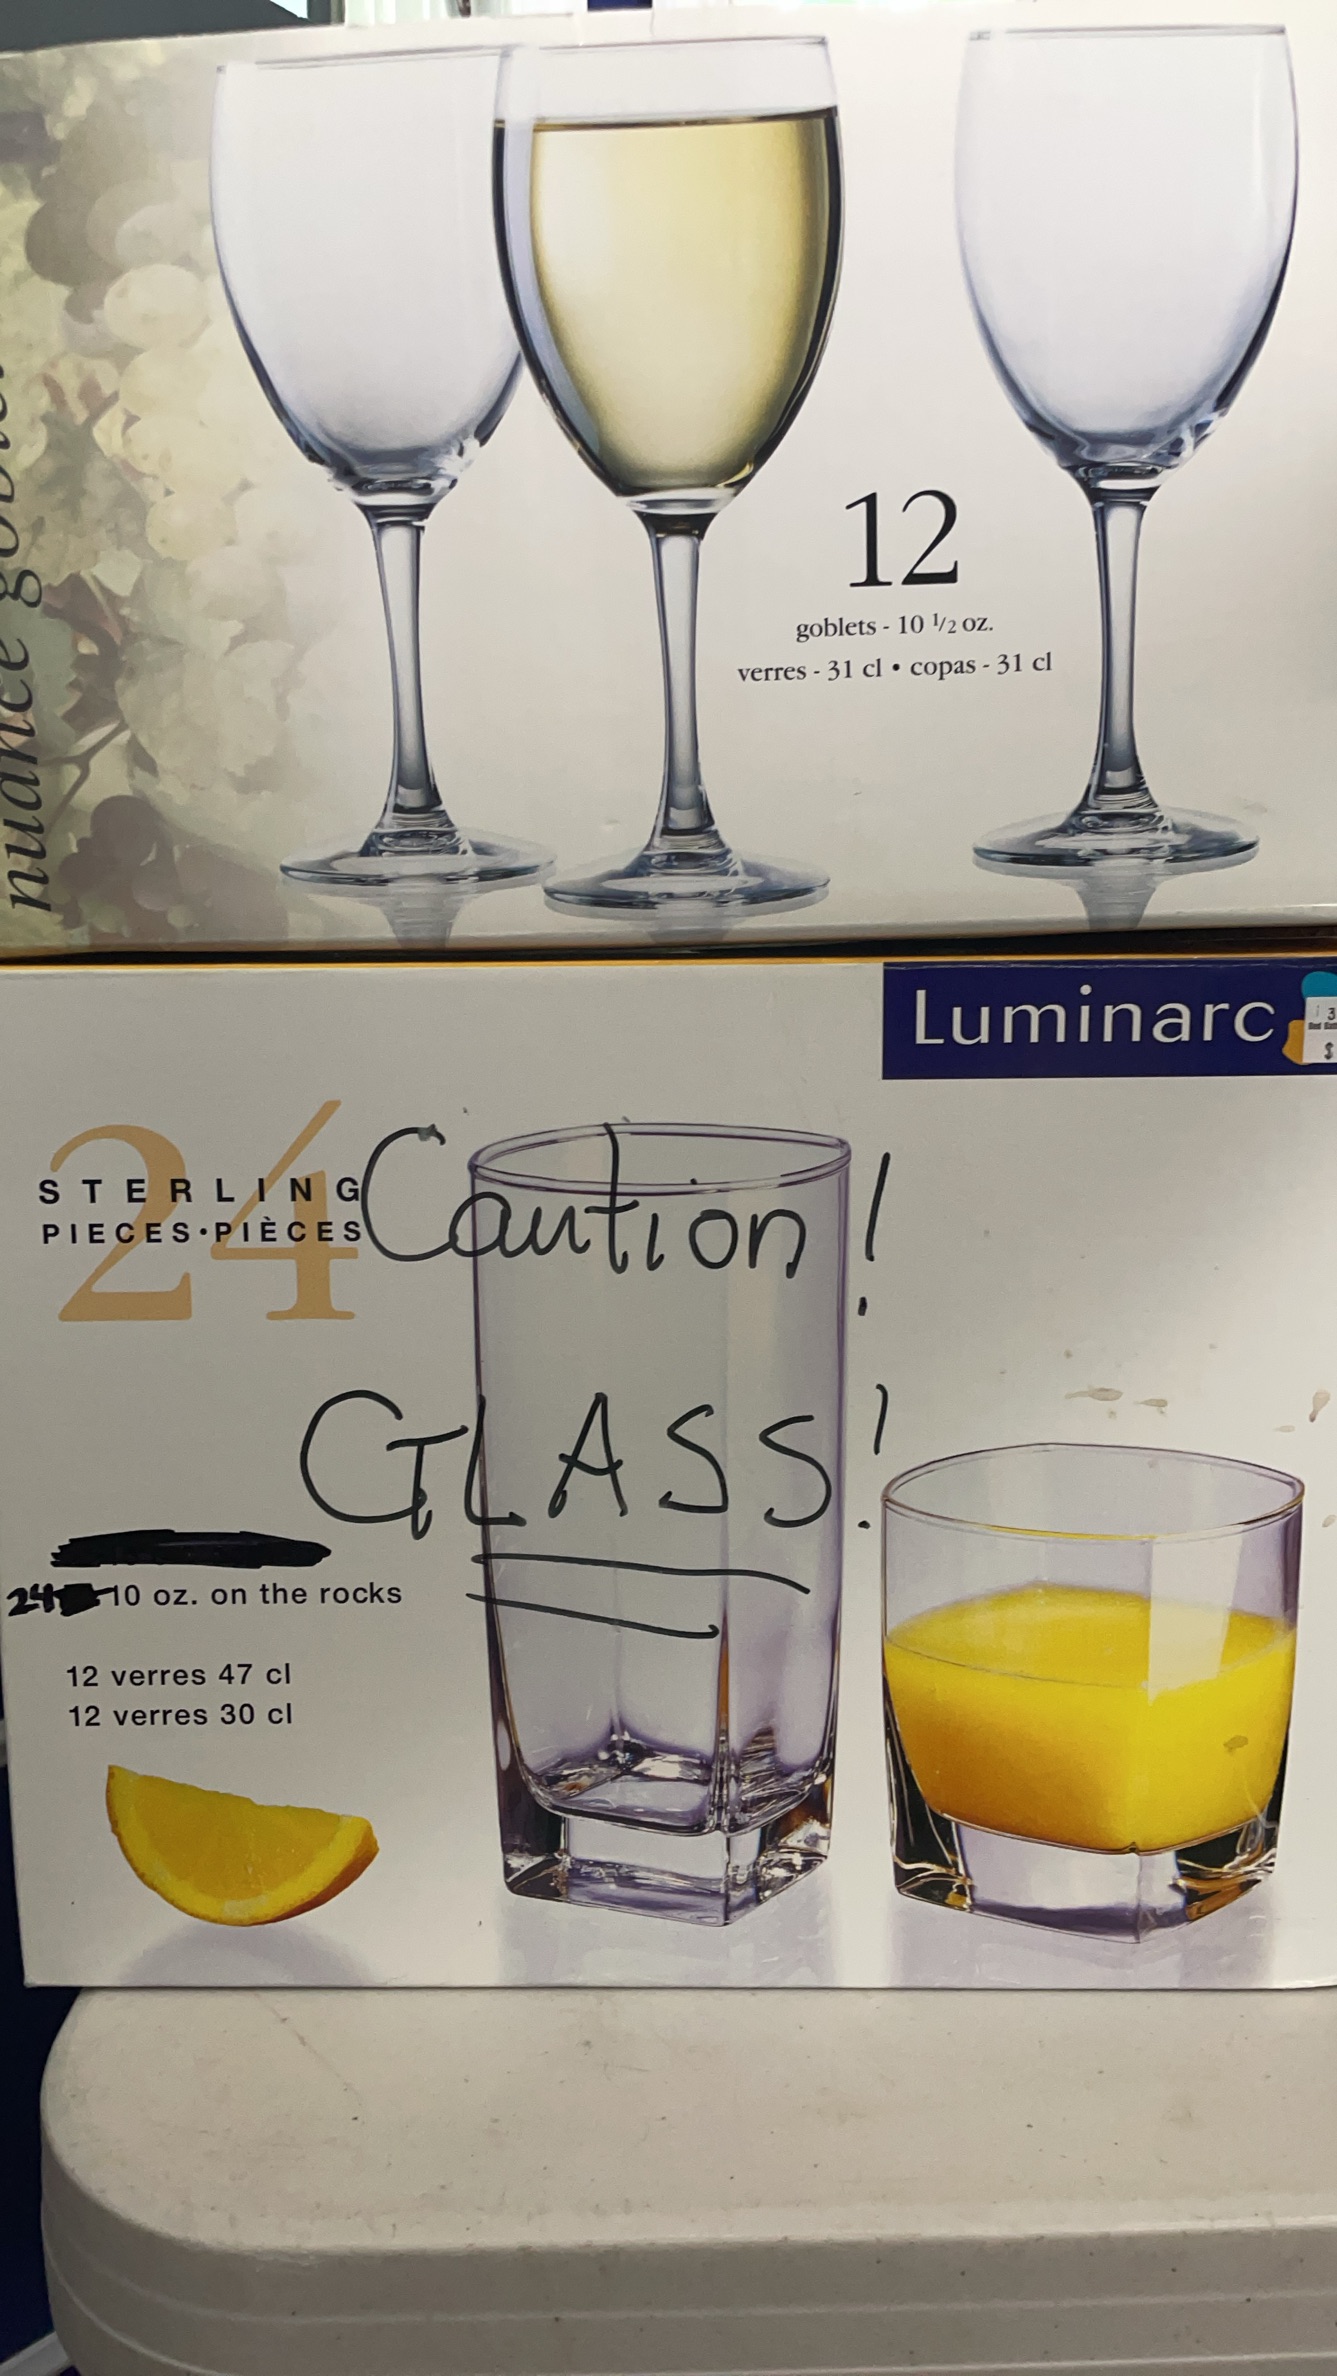 nuance
12
goblets - 10 1/2 oz.
verres - 31 cl • copas - 31 cl
Luminarc
3
$
24
STERLING
PIECES•PIÈCES
Caution!
GLASS!
24 10 oz. on the rocks
12 verres 47 cl
12 verres 30 cl